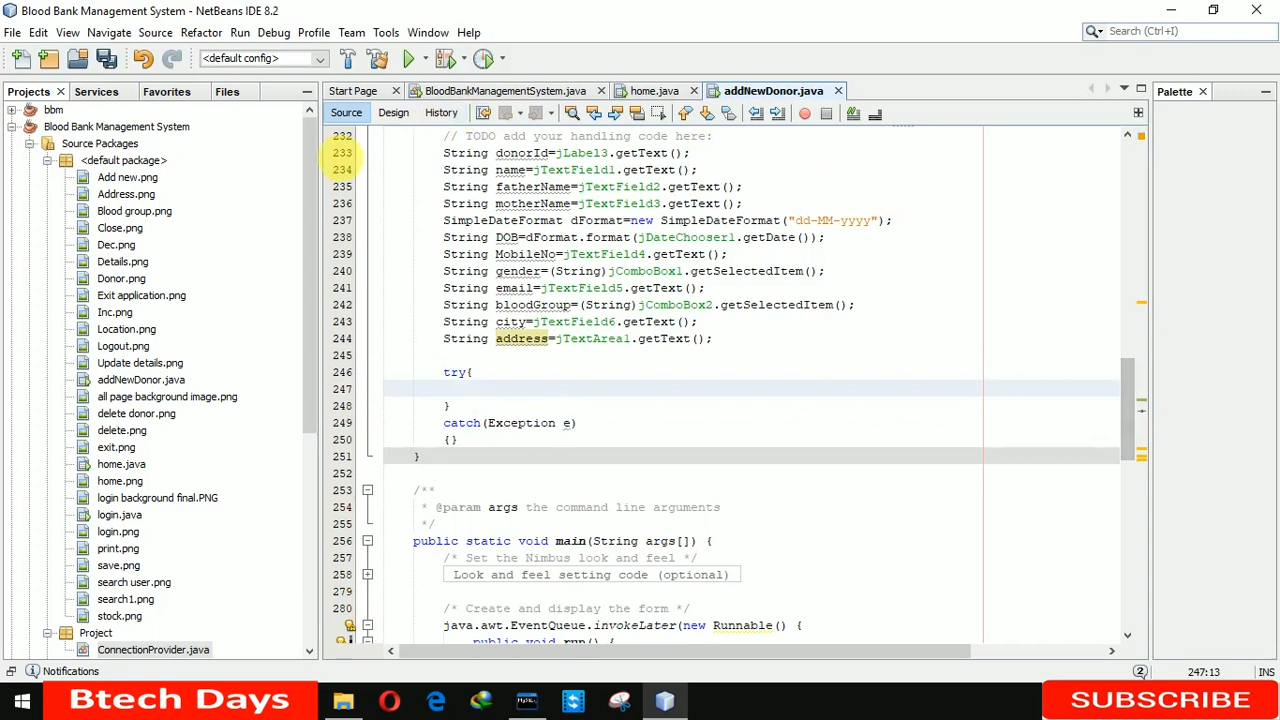 Blood Bank Management System - NetBeans IDE 8.2
File Edit View Navigate Source Refactor Run Debug Profile Team Tools Window Help
Search (Ctrl+I)
<default config>
Projects Services Favorites Files
Start Page BloodBankManagementSystem.java home.java addNewDonor.java
Palette
Source Design History
bbm
Blood Bank Management System
Source Packages
<default package>
Add new.png
Address.png
Blood group.png
Close.png
Dec.png
Details.png
Donor.png
Exit application.png
Inc.png
Location.png
Logout.png
Update details.png
addNewDonor.java
all page background image.png
delete donor.png
delete.png
exit.png
home.java
home.png
login background final.PNG
login.java
login.png
print.png
save.png
search user.png
search1.png
stock.png
Project
ConnectionProvider.java
232 // TODO add your handling code here:
233 String donorId=jLabel3.getText();
234 String name=jTextField1.getText();
235 String fatherName=jTextField2.getText();
236 String motherName=jTextField3.getText();
237 SimpleDateFormat dFormat=new SimpleDateFormat("dd-MM-yyyy");
238 String DOB=dFormat.format(jDateChooser1.getDate());
239 String MobileNo=jTextField4.getText();
240 String gender=(String)jComboBox1.getSelectedItem();
241 String email=jTextField5.getText();
242 String bloodGroup=(String)jComboBox2.getSelectedItem();
243 String city=jTextField6.getText();
244 String address=jTextArea1.getText();
245
246 try{
247
248 }
249 catch(Exception e)
250 {}
251 }
252
253 /**
254 * @param args the command line arguments
255 */
256 public static void main(String args[]) {
257 /* Set the Nimbus look and feel */
258 Look and feel setting code (optional)
279
280 /* Create and display the form */
java.awt.EventQueue.invokeLater(new Runnable() {
public void run() {
Notifications
2
247:13
INS
Btech Days
SUBSCRIBE